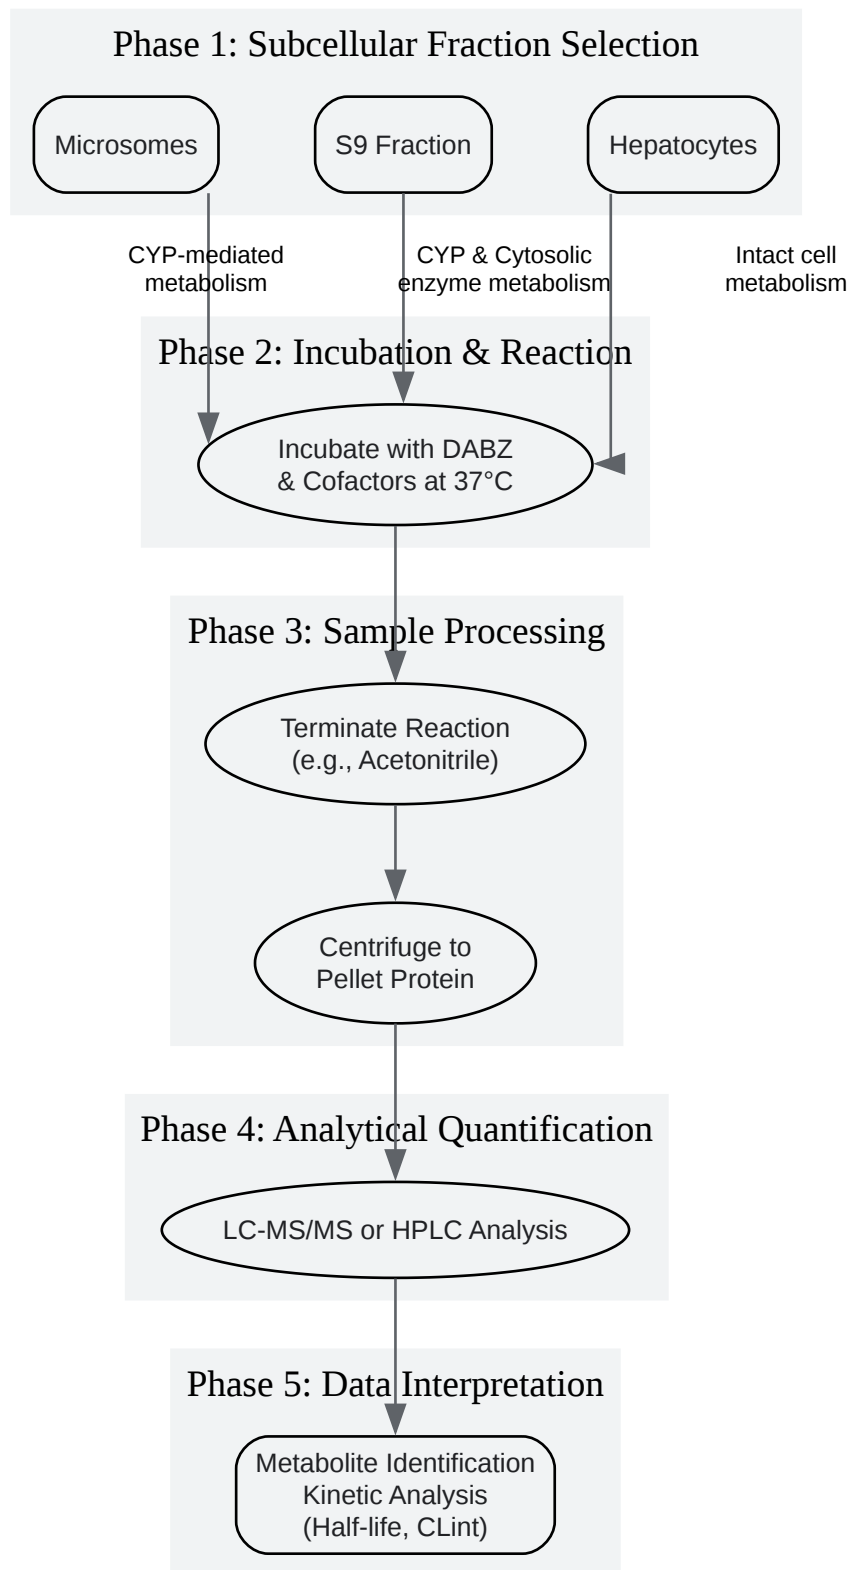 Phase 1: Subcellular Fraction Selection
Microsomes
S9 Fraction
Hepatocytes
CYP-mediated
metabolism
CYP & Cytosolic
enzyme metabolism
Intact cell
metabolism
Phase 2: Incubation & Reaction
Incubate with DABZ
& Cofactors at 37°C
Phase 3: Sample Processing
Terminate Reaction
(e.g., Acetonitrile)
Centrifuge to
Pellet Protein
Phase 4: Analytical Quantification
LC-MS/MS or HPLC Analysis
Phase 5: Data Interpretation
Metabolite Identification
Kinetic Analysis
(Half-life, CLint)